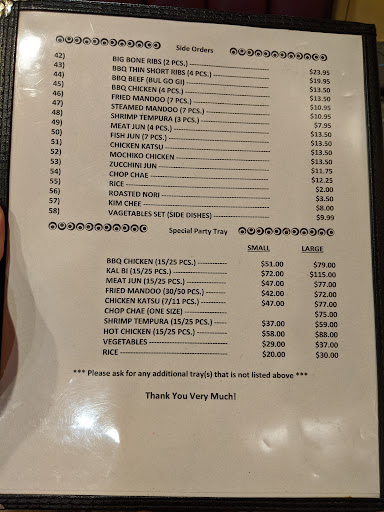 Side Orders
42) BIG BONE RIBS (2 PCS.) $23.95
43) BBQ THIN SHORT RIBS (4 PCS.) $19.95
44) BBQ BEEF (BUL GO GI) $13.50
45) BBQ CHICKEN (4 PCS.) $13.50
46) FRIED MANDOO (7 PCS.) $10.95
47) STEAMED MANDOO (7 PCS.) $10.95
48) SHRIMP TEMPURA (3 PCS.) $7.95
49) MEAT JUN (4 PCS.) $13.50
50) FISH JUN (7 PCS.) $13.50
51) CHICKEN KATSU $13.50
52) MOCHIKO CHICKEN $13.50
53) ZUCCHINI JUN $11.75
54) CHOP CHAE $12.25
55) RICE $2.00
56) ROASTED NORI $3.50
57) KIM CHEE $8.00
58) VAGETABLES SET (SIDE DISHES) $9.99
Special Party Tray
SMALL LARGE
BBQ CHICKEN (15/25 PCS.) $51.00 $79.00
KAL BI (15/25 PCS.) $72.00 $115.00
MEAT JUN (15/25 PCS.) $47.00 $77.00
FRIED MANDOO (30/50 PCS.) $42.00 $72.00
CHICKEN KATSU (7/11 PCS.) $47.00 $77.00
CHOP CHAE (ONE SIZE) $75.00
SHRIMP TEMPURA (15/25 PCS.) $37.00 $59.00
HOT CHICKEN (15/25 PCS.) $58.00 $88.00
VEGETABLES $29.00 $37.00
RICE $20.00 $30.00
*** Please ask for any additional tray(s) that is not listed above ***
Thank You Very Much!